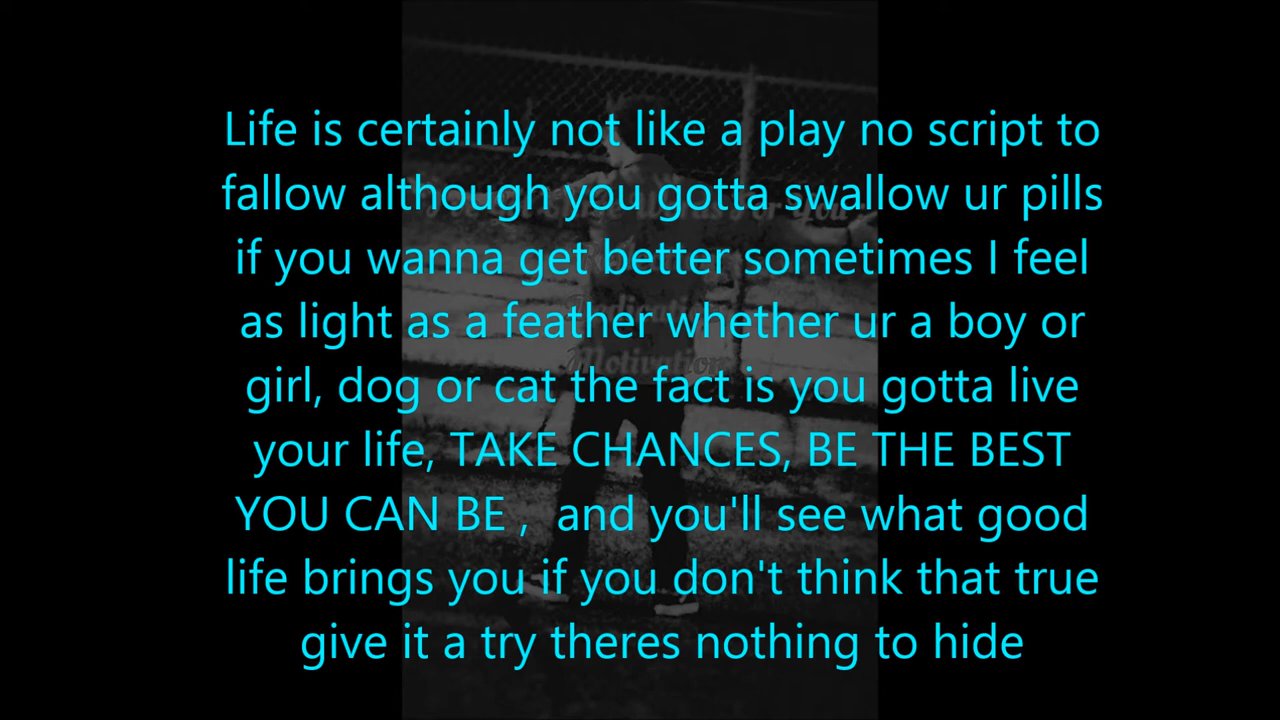 Life is certainly not like a play no script to
fallow although you gotta swallow ur pills
if you wanna get better sometimes I feel
as light as a feather whether ur a boy or
girl, dog or cat the fact is you gotta live
your life, TAKE CHANCES, BE THE BEST
YOU CAN BE ,  and you'll see what good
life brings you if you don't think that true
give it a try theres nothing to hide
Motivation